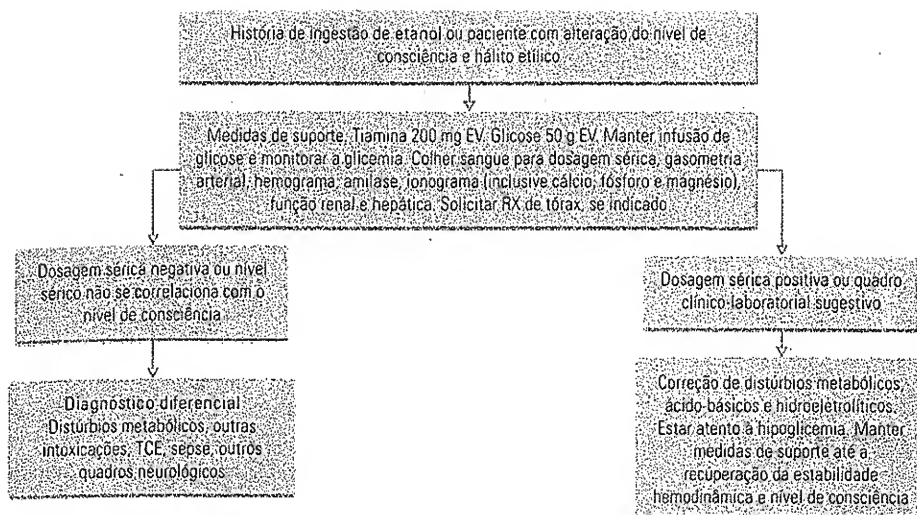 História de ingestão de etanol ou paciente com alteração do nível de
consciência e hálito etílico
Medidas de suporte. Tiamina 200 mg EV. Glicose 50 g EV. Manter infusão de
glicose e monitorar a glicemia. Colher sangue para dosagem sérica, gasometria
arterial, hemograma, amilase, ionograma (inclusive cálcio, fósforo e magnésio),
função renal e hepática. Solicitar RX de tórax, se indicado
Dosagem sérica negativa ou nível
sérico não se correlaciona com o
nível de consciência
Diagnóstico diferencial
Distúrbios metabólicos, outras
intoxicações, TCE, sepse, outros
quadros neurológicos
Dosagem sérica positiva ou quadro
clínico-laboratorial sugestivo
Correção de distúrbios metabólicos,
ácido-básicos e hidroeletrolíticos.
Estar atento à hipoglicemia. Manter
medidas de suporte até a
recuperação da estabilidade
hemodinâmica e nível de consciência